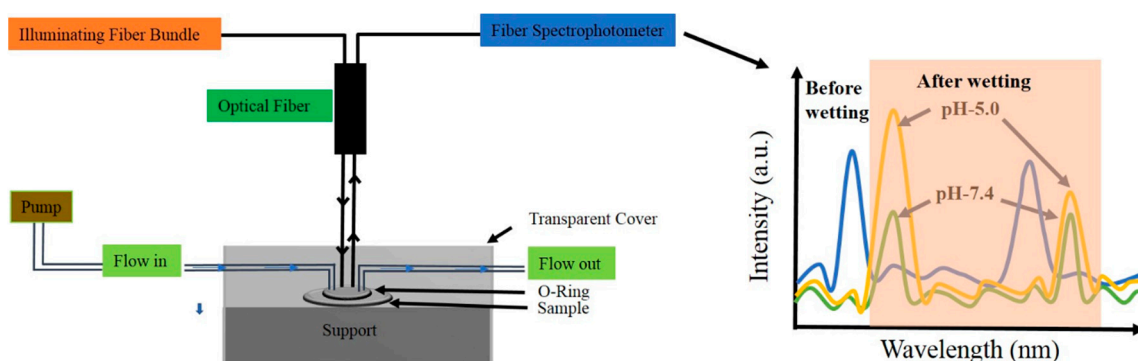 Illuminating Fiber Bundle
Fiber Spectrophotometer
Optical Fiber
Pump
Flow in
Transparent Cover
Flow out
O-Ring
Sample
Support
Before
wetting
After wetting
pH-5.0
pH-7.4
Intensity (a.u.)
Wavelength (nm)